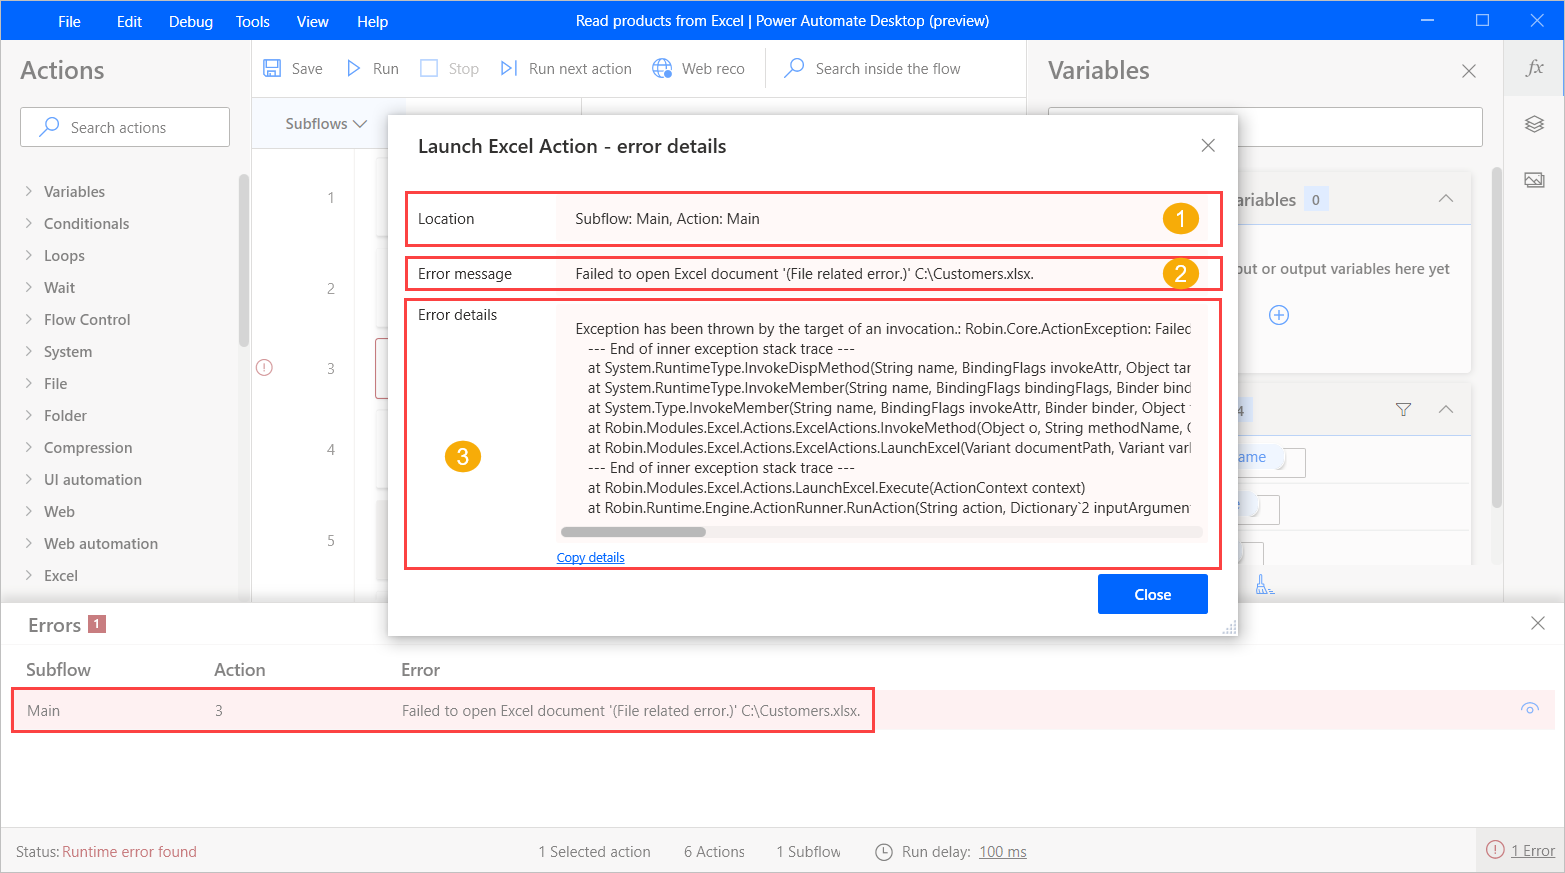 File Edit Debug Tools View Help
Read products from Excel | Power Automate Desktop (preview)
Actions
Search actions
Variables
Conditionals
Loops
Wait
Flow Control
System
File
Folder
Compression
UI automation
Web
Web automation
Excel
Save Run Stop Run next action Web reco Search inside the flow
Subflows
1
2
3
4
5
Launch Excel Action - error details
Location Subflow: Main, Action: Main 1
Error message Failed to open Excel document '(File related error.)' C:\Customers.xlsx. 2
Error details
3
Exception has been thrown by the target of an invocation.: Robin.Core.ActionException: Failed
--- End of inner exception stack trace ---
at System.RuntimeType.InvokeDispMethod(String name, BindingFlags invokeAttr, Object tar
at System.RuntimeType.InvokeMember(String name, BindingFlags bindingFlags, Binder bind
at System.Type.InvokeMember(String name, BindingFlags invokeAttr, Binder binder, Object
at Robin.Modules.Excel.Actions.ExcelActions.InvokeMethod(Object o, String methodName,
at Robin.Modules.Excel.Actions.ExcelActions.LaunchExcel(Variant documentPath, Variant vari
--- End of inner exception stack trace ---
at Robin.Modules.Excel.Actions.LaunchExcel.Execute(ActionContext context)
at Robin.Runtime.Engine.ActionRunner.RunAction(String action, Dictionary`2 inputArgument
Copy details
Close
Variables
fx
ariables 0
put or output variables here yet
4
ame
Errors 1
Subflow Action Error
Main 3 Failed to open Excel document '(File related error.)' C:\Customers.xlsx.
Status: Runtime error found
1 Selected action 6 Actions 1 Subflow Run delay: 100 ms
1 Error